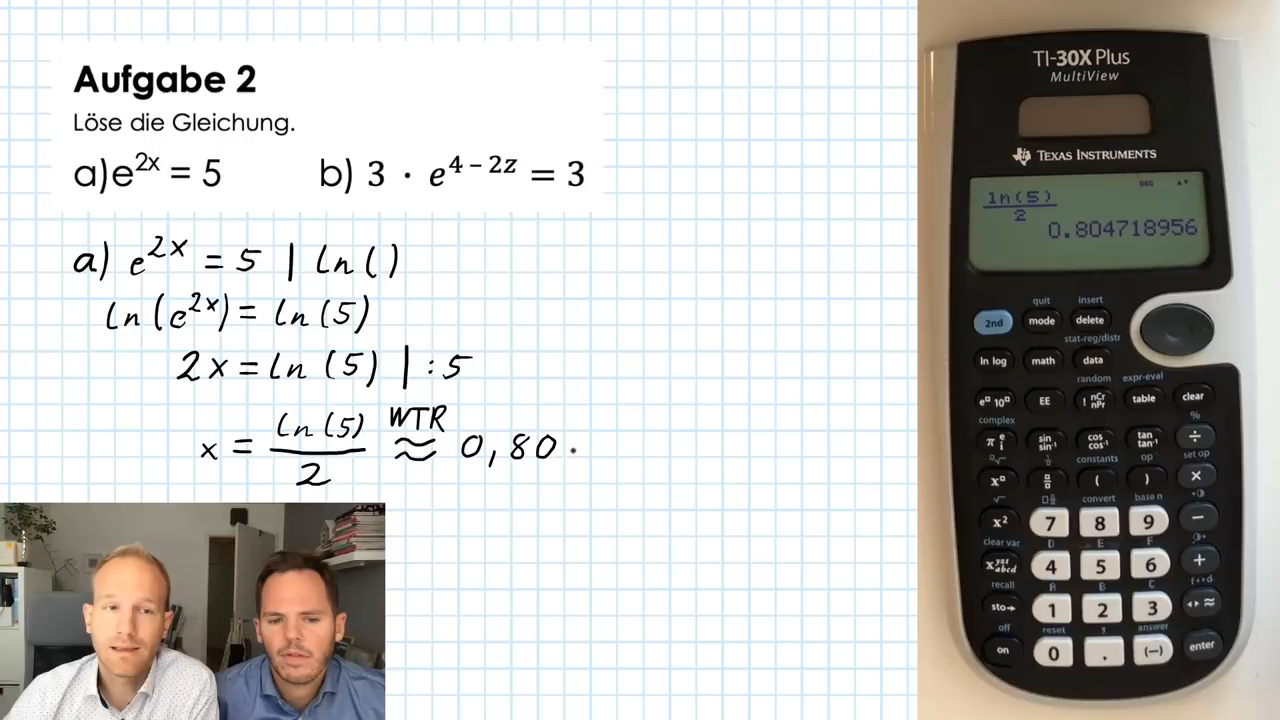 Aufgabe 2
Löse die Gleichung.
a)e^2x = 5 b) 3 · e^4 – 2z = 3
a) e^2x = 5 | ln()
ln(e^2x) = ln(5)
2x = ln(5) | : 5
x = ln(5)/2 ≈ 0,80
WTR
TI-30X Plus
MultiView
TEXAS INSTRUMENTS
DEG
ln(5)
2
0.804718956
quit insert
2nd mode delete
stat-reg/distr
ln log math data
random expr-eval
e□ 10□ EE ! nCr nPr table clear
complex %
π e i sin sin⁻¹ cos cos⁻¹ tan tan⁻¹ ÷
constants op set op
x□ ( ) ×
√ convert base n
x² 7 8 9 −
clear var D E F
x yzt abcd 4 5 6 +
recall A B C f◂▸d
sto→ 1 2 3 ◂▸≈
off reset , answer
on 0 . (−) enter